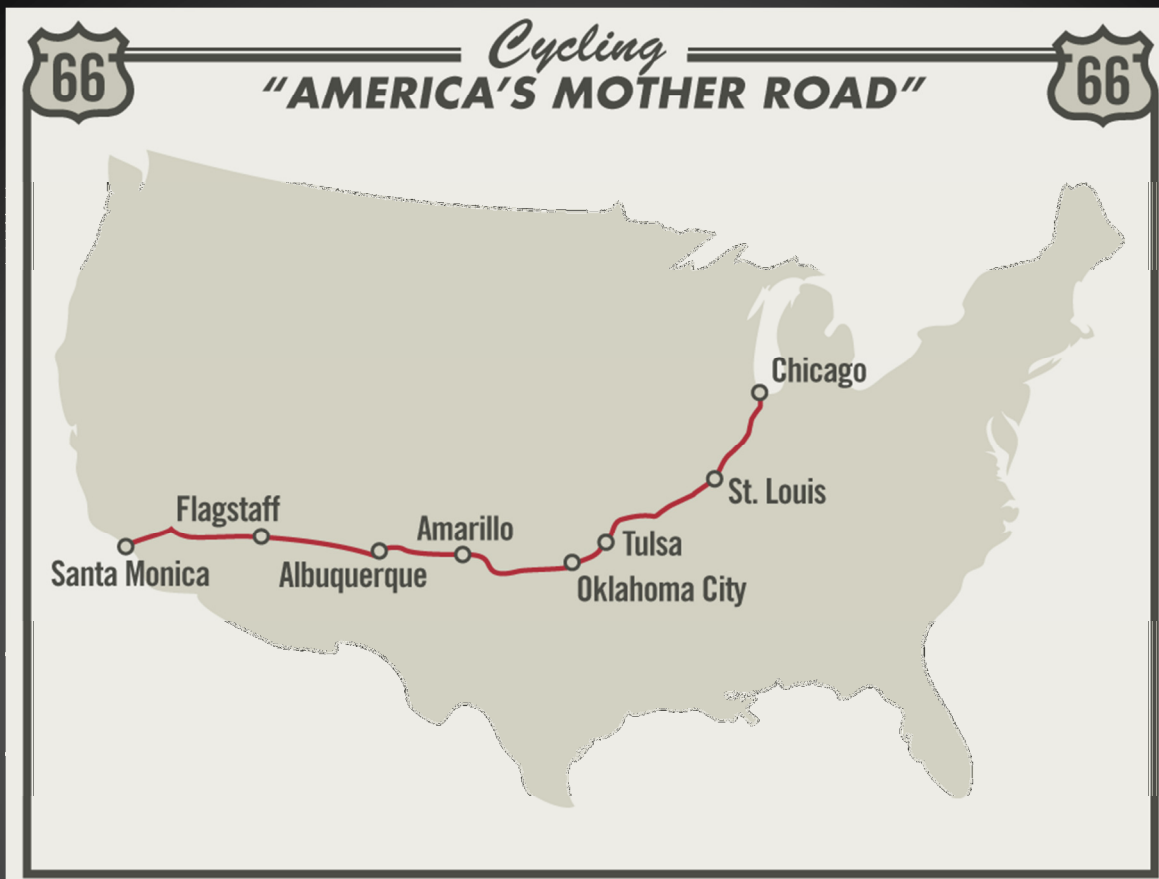 66
Cycling
66
"AMERICA'S MOTHER ROAD"
Chicago
St. Louis
Flagstaff
Amarillo
Tulsa
Santa Monica
Albuquerque
Oklahoma City